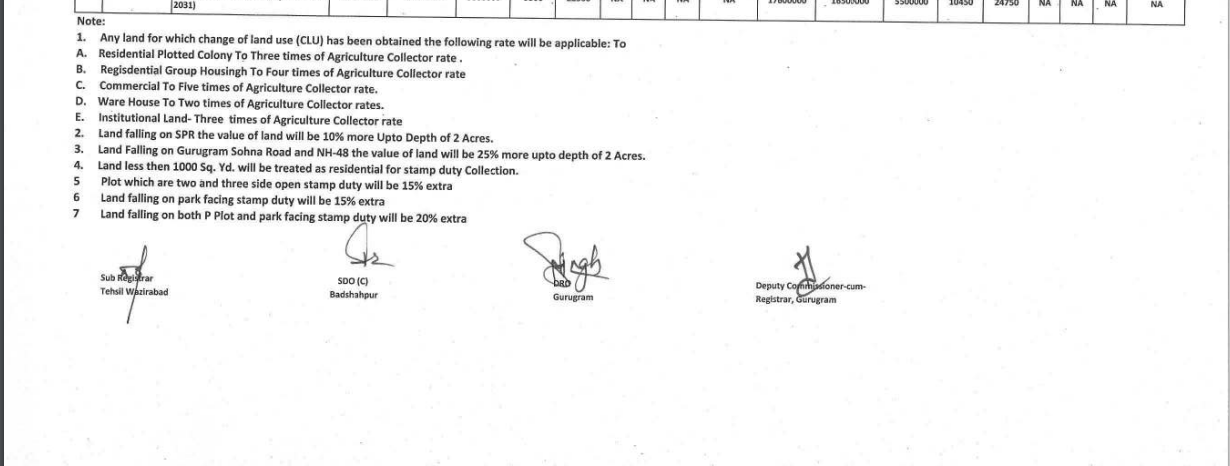 2031)
17600000 16500000 5500000 10450 24750 NA NA NA NA
Note:
1. Any land for which change of land use (CLU) has been obtained the following rate will be applicable: To
A. Residential Plotted Colony To Three times of Agriculture Collector rate .
B. Regisdential Group Housingh To Four times of Agriculture Collector rate
C. Commercial To Five times of Agriculture Collector rate.
D. Ware House To Two times of Agriculture Collector rates.
E. Institutional Land- Three times of Agriculture Collector rate
2. Land falling on SPR the value of land will be 10% more Upto Depth of 2 Acres.
3. Land Falling on Gurugram Sohna Road and NH-48 the value of land will be 25% more upto depth of 2 Acres.
4. Land less then 1000 Sq. Yd. will be treated as residential for stamp duty Collection.
5 Plot which are two and three side open stamp duty will be 15% extra
6 Land falling on park facing stamp duty will be 15% extra
7 Land falling on both P Plot and park facing stamp duty will be 20% extra
Sub Registrar
Tehsil Wazirabad
SDO (C)
Badshahpur
DRO
Gurugram
Deputy Commissioner-cum-
Registrar, Gurugram